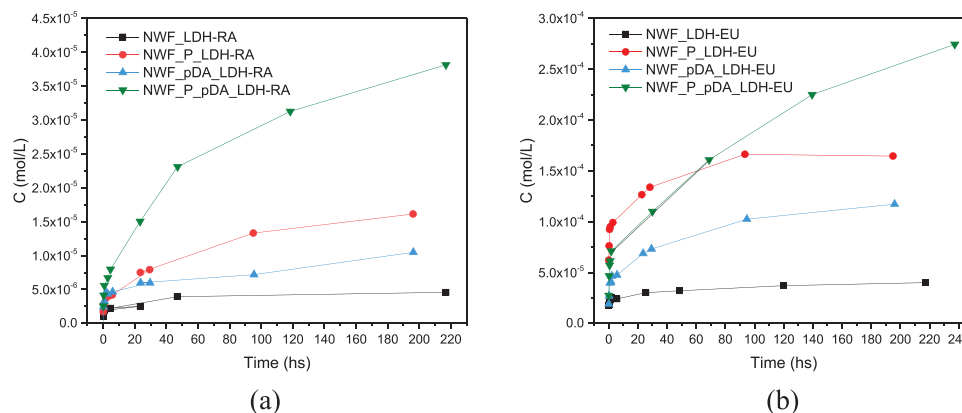 (a)
4.5x10⁻⁵
4.0x10⁻⁵
3.5x10⁻⁵
3.0x10⁻⁵
2.5x10⁻⁵
2.0x10⁻⁵
1.5x10⁻⁵
1.0x10⁻⁵
5.0x10⁻⁶
0.0
C (mol/L)
NWF_LDH-RA
NWF_P_LDH-RA
NWF_pDA_LDH-RA
NWF_P_pDA_LDH-RA
0 20 40 60 80 100 120 140 160 180 200 220
Time (hs)
(a)
(b)
3.0x10⁻⁴
2.5x10⁻⁴
2.0x10⁻⁴
1.5x10⁻⁴
1.0x10⁻⁴
5.0x10⁻⁵
0.0
C (mol/L)
NWF_LDH-EU
NWF_P_LDH-EU
NWF_pDA_LDH-EU
NWF_P_pDA_LDH-EU
0 20 40 60 80 100 120 140 160 180 200 220 24
Time (hs)
(b)